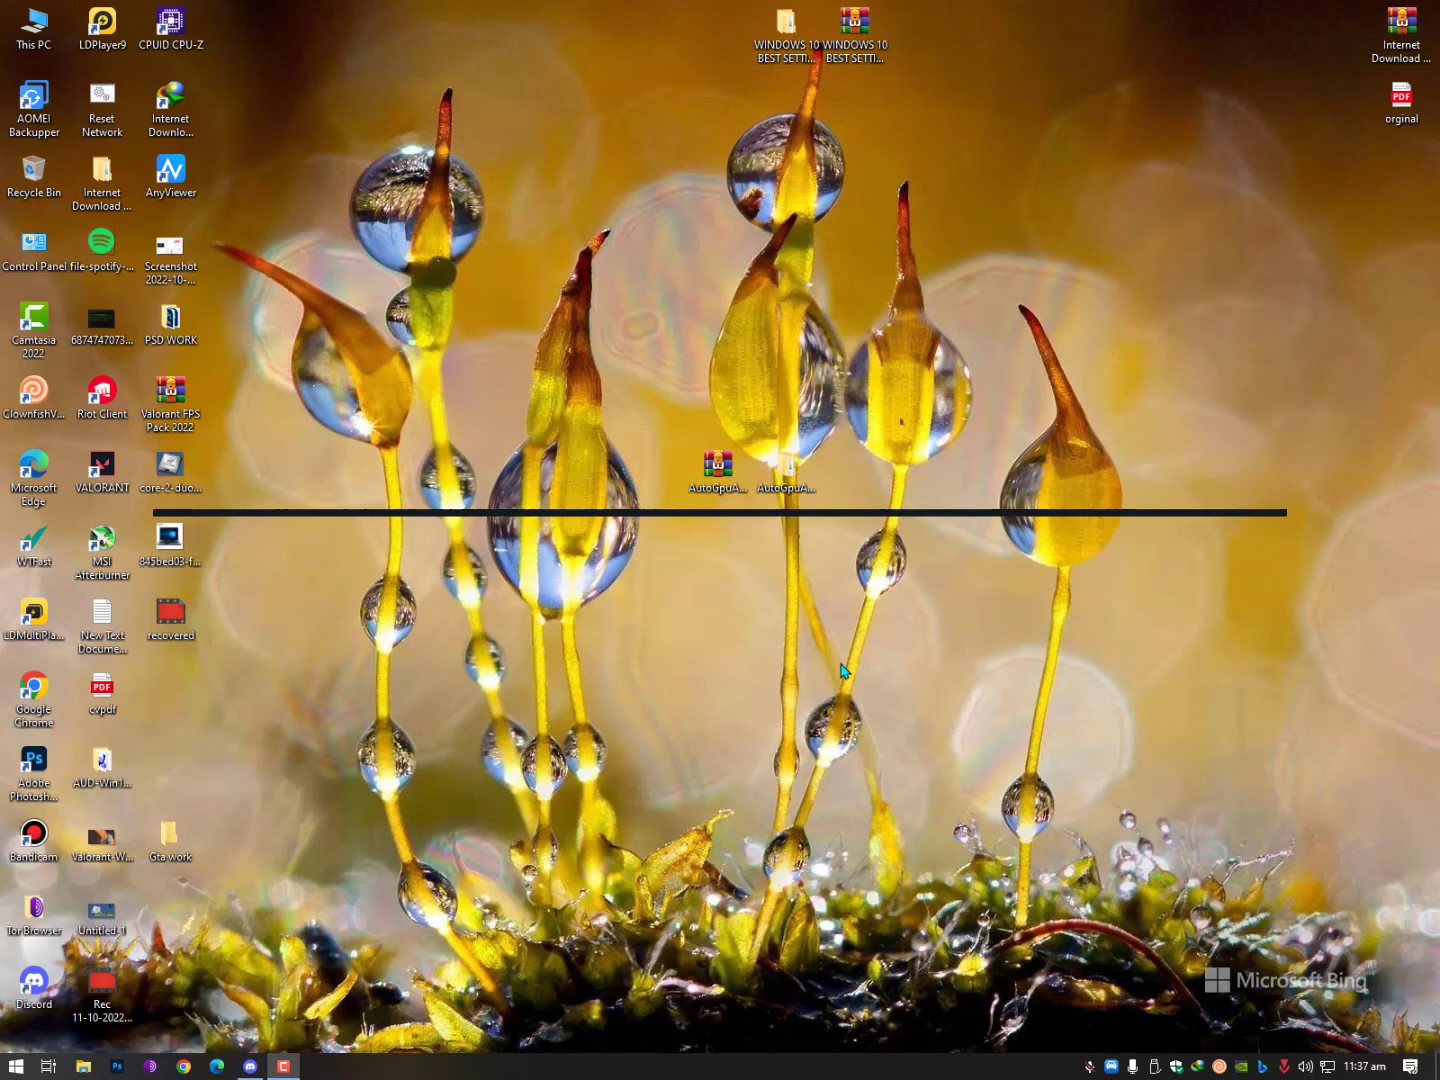 This PC
LDPlayer9
CPUID CPU-Z
WINDOWS 10
BEST SETTI...
WINDOWS 10
BEST SETTI...
Internet
Download ...
AOMEI
Backupper
Reset
Network
Internet
Downlo...
PDF
orginal
Recycle Bin
Internet
Download ...
AnyViewer
Control Panel
file-spotify-...
Screenshot
2022-10-...
Camtasia
2022
6874747073...
PSD WORK
ClownfishV...
Riot Client
Valorant FPS
Pack 2022
Microsoft
Edge
VALORANT
core-2-duo...
AutoGpuA...
AutoGpuA...
WTFast
MSI
Afterburner
845bed03-f...
LDMultiPla...
New Text
Docume...
recovered
Google
Chrome
PDF
cvpdf
Ps
Adobe
Photosh...
AUD-Win1...
Bandicam
Valorant-W...
Gta work
Tor Browser
Untitled-1
Discord
Rec
11-10-2022...
Microsoft Bing
Ps
11:37 am